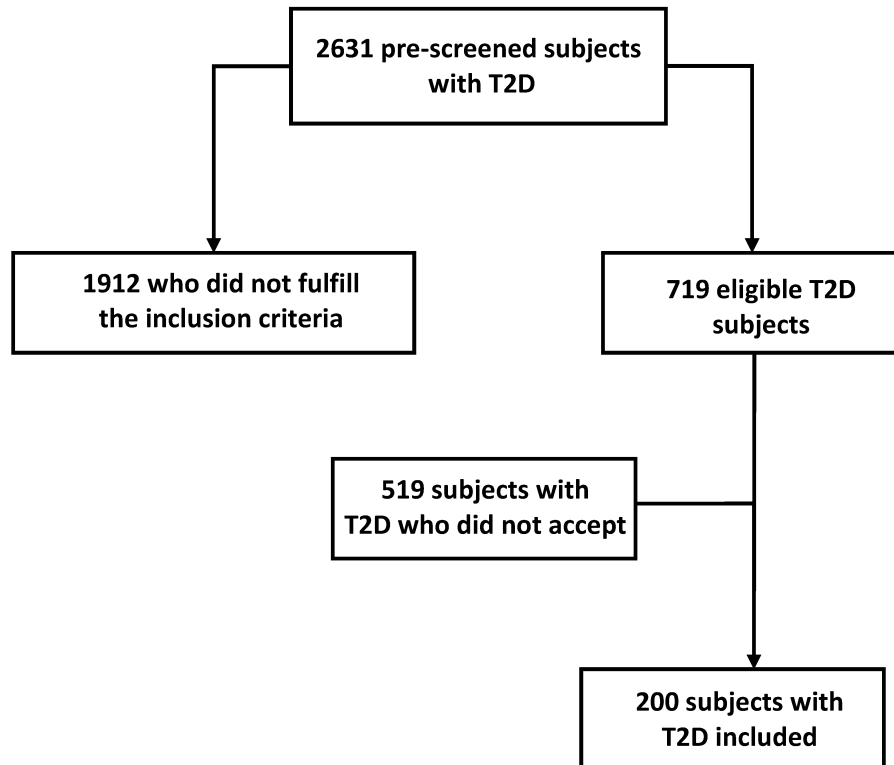 2631 pre-screened subjects
with T2D
1912 who did not fulfill
the inclusion criteria
719 eligible T2D
subjects
519 subjects with
T2D who did not accept
200 subjects with
T2D included